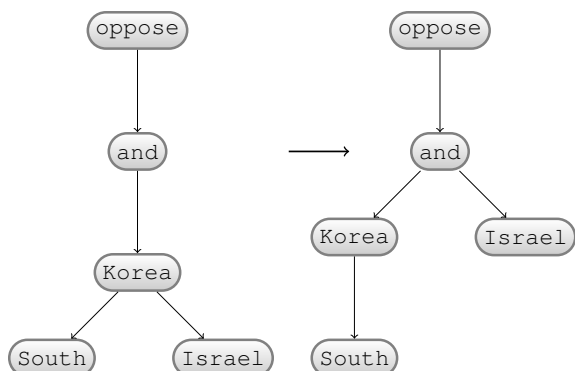 oppose
and
Korea
South Israel
oppose
and
Korea Israel
South